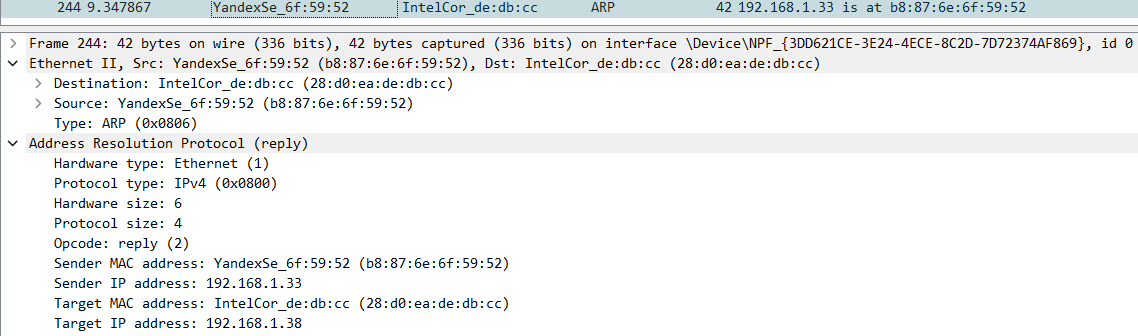 244 9.347867 YandexSe_6f:59:52 IntelCor_de:db:cc ARP 42 192.168.1.33 is at b8:87:6e:6f:59:52
Frame 244: 42 bytes on wire (336 bits), 42 bytes captured (336 bits) on interface \Device\NPF_{3DD621CE-3E24-4ECE-8C2D-7D72374AF869}, id 0
Ethernet II, Src: YandexSe_6f:59:52 (b8:87:6e:6f:59:52), Dst: IntelCor_de:db:cc (28:d0:ea:de:db:cc)
Destination: IntelCor_de:db:cc (28:d0:ea:de:db:cc)
Source: YandexSe_6f:59:52 (b8:87:6e:6f:59:52)
Type: ARP (0x0806)
Address Resolution Protocol (reply)
Hardware type: Ethernet (1)
Protocol type: IPv4 (0x0800)
Hardware size: 6
Protocol size: 4
Opcode: reply (2)
Sender MAC address: YandexSe_6f:59:52 (b8:87:6e:6f:59:52)
Sender IP address: 192.168.1.33
Target MAC address: IntelCor_de:db:cc (28:d0:ea:de:db:cc)
Target IP address: 192.168.1.38